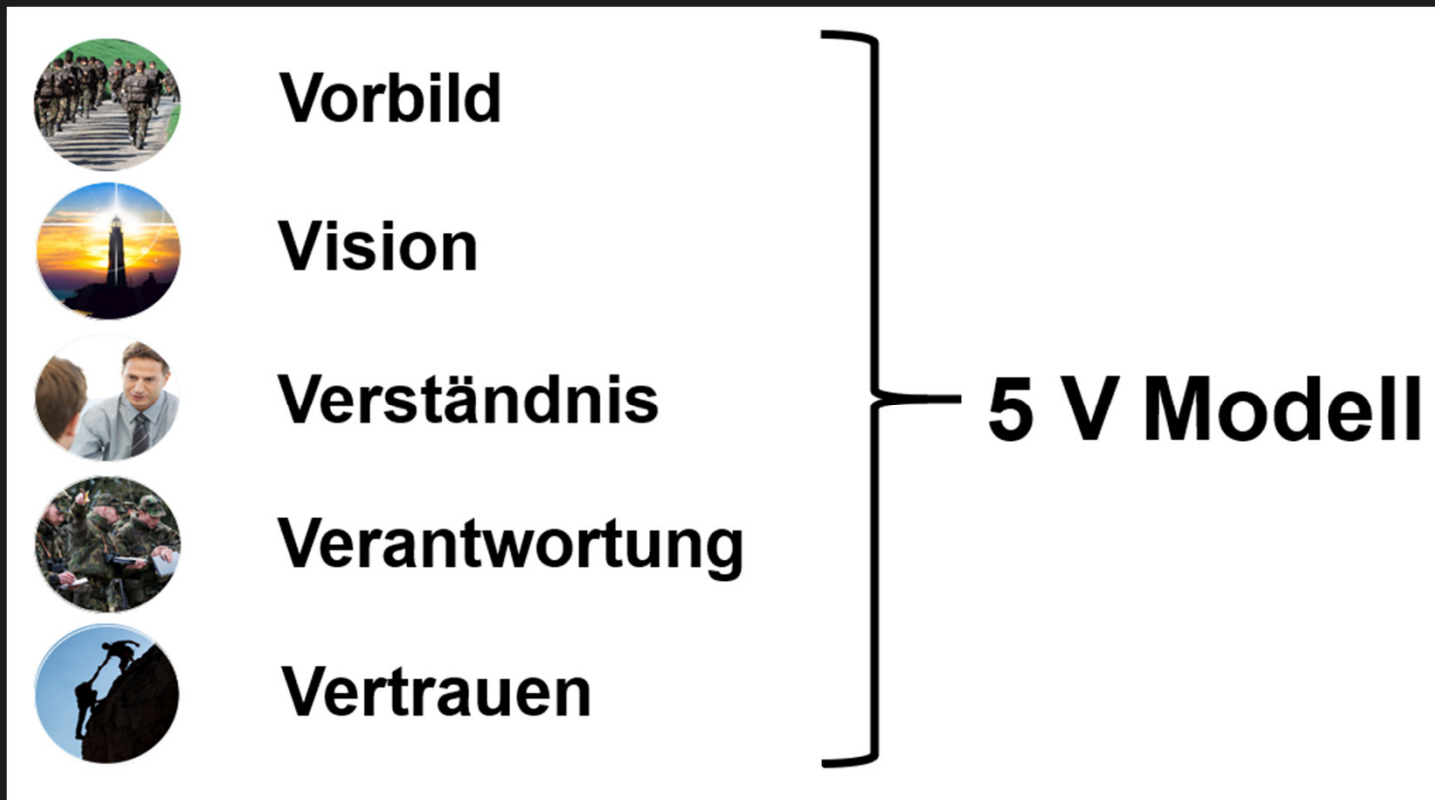 Vorbild
Vision
Verständnis
Verantwortung
Vertrauen
5 V Modell